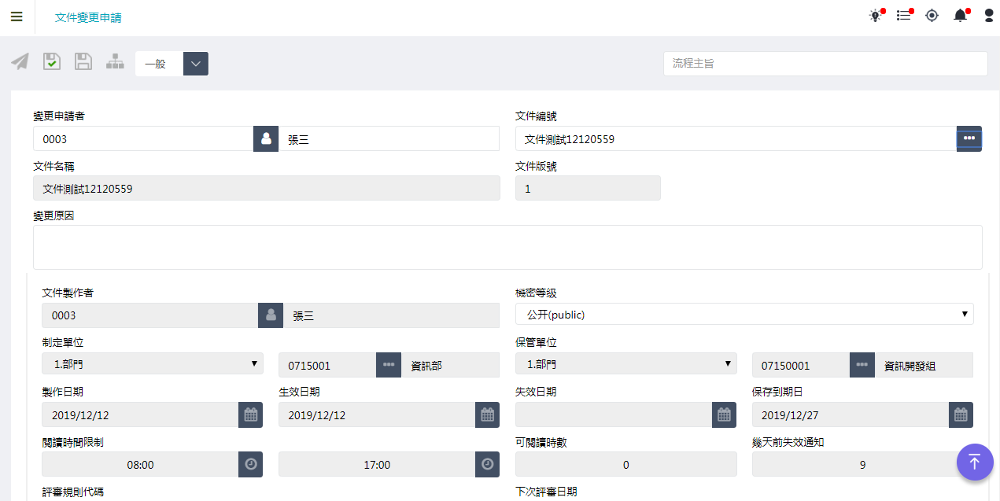 文件變更申請
一般
流程主旨
變更申請者 文件編號
0003 張三 文件測試12120559
文件名稱 文件版號
文件測試12120559 1
變更原因
文件製作者 機密等級
0003 張三 公开(public)
制定單位 保管單位
1.部門 0715001 資訊部 1.部門 07150001 資訊開發組
製作日期 生效日期 失效日期 保存到期日
2019/12/12 2019/12/12 2019/12/27
閱讀時間限制 可閱讀時數 幾天前失效通知
08:00 17:00 0 9
評審規則代碼 下次評審日期